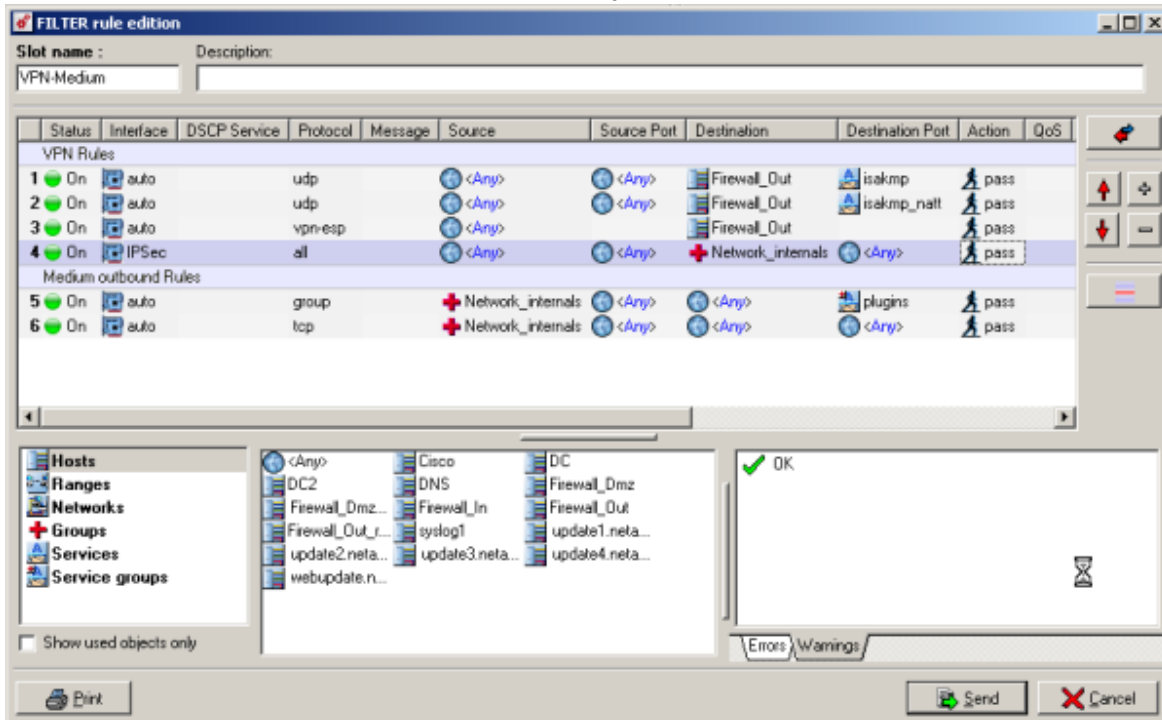 FILTER rule edition
Slot name : Description:
VPN-Medium
Status Interface DSCP Service Protocol Message Source Source Port Destination Destination Port Action QoS
VPN Rules
1 On auto udp <Any> <Any> Firewall_Out isakmp pass
2 On auto udp <Any> <Any> Firewall_Out isakmp_natt pass
3 On auto vpn-esp <Any> Firewall_Out pass
4 On IPSec all <Any> <Any> Network_internals <Any> pass
Medium outbound Rules
5 On auto group Network_internals <Any> <Any> plugins pass
6 On auto tcp Network_internals <Any> <Any> <Any> pass
Hosts
Ranges
Networks
Groups
Services
Service groups
Show used objects only
<Any> Cisco DC
DC2 DNS Firewall_Dmz
Firewall_Dmz... Firewall_In Firewall_Out
Firewall_Out_r... syslog1 update1.neta...
update2.neta... update3.neta... update4.neta...
webupdate.n...
OK
Errors Warnings
Print Send Cancel